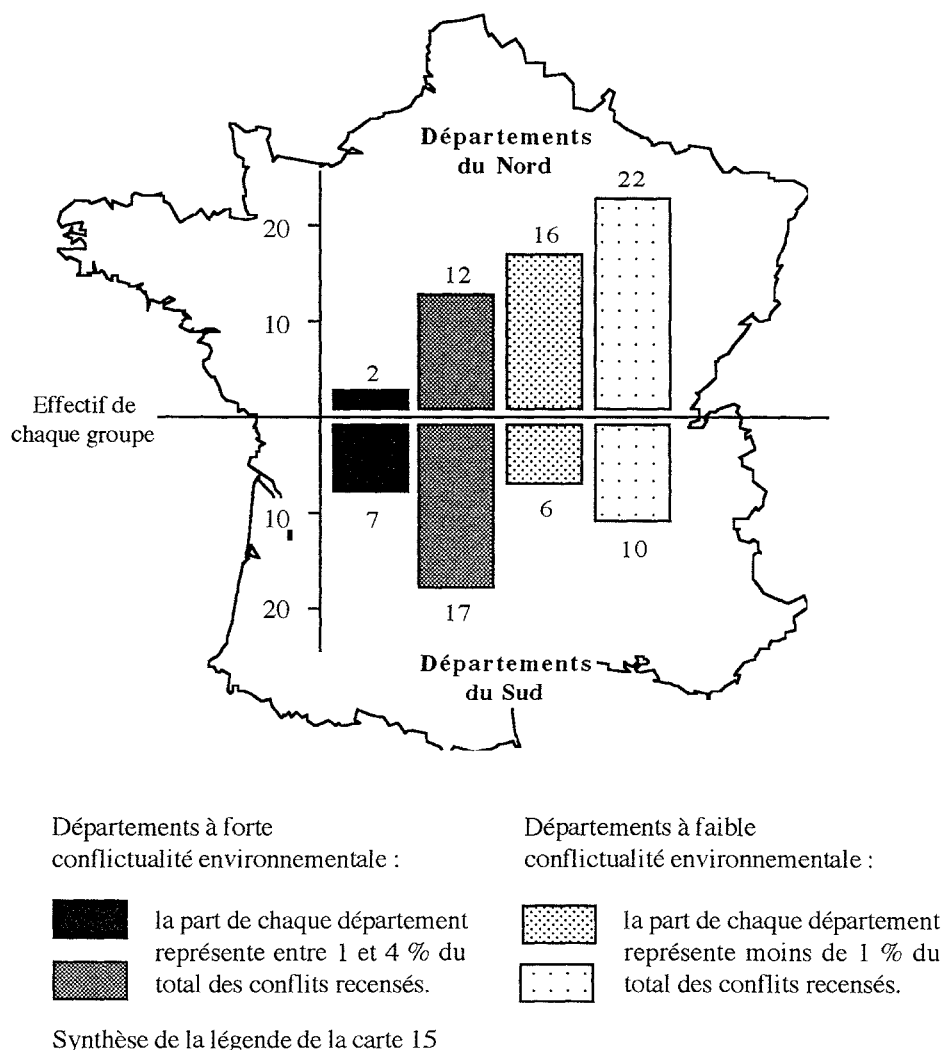 Départements
du Nord
22
20
16
12
10
2
Effectif de
chaque groupe
7
6
10
10
17
20
Départements
du Sud
Départements à forte
conflictualité environnementale :
la part de chaque département
représente entre 1 et 4 % du
total des conflits recensés.
Départements à faible
conflictualité environnementale :
la part de chaque département
représente moins de 1 % du
total des conflits recensés.
Synthèse de la légende de la carte 15